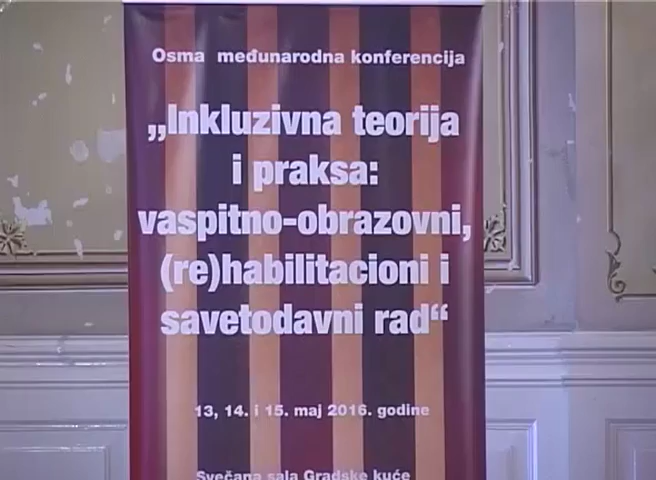 Osma međunarodna konferencija
„Inkluzivna teorija
i praksa:
vaspitno-obrazovni,
(re)habilitacioni i
savetodavni rad“
13, 14. i 15. maj 2016. godine
Svečana sala Gradske kuće